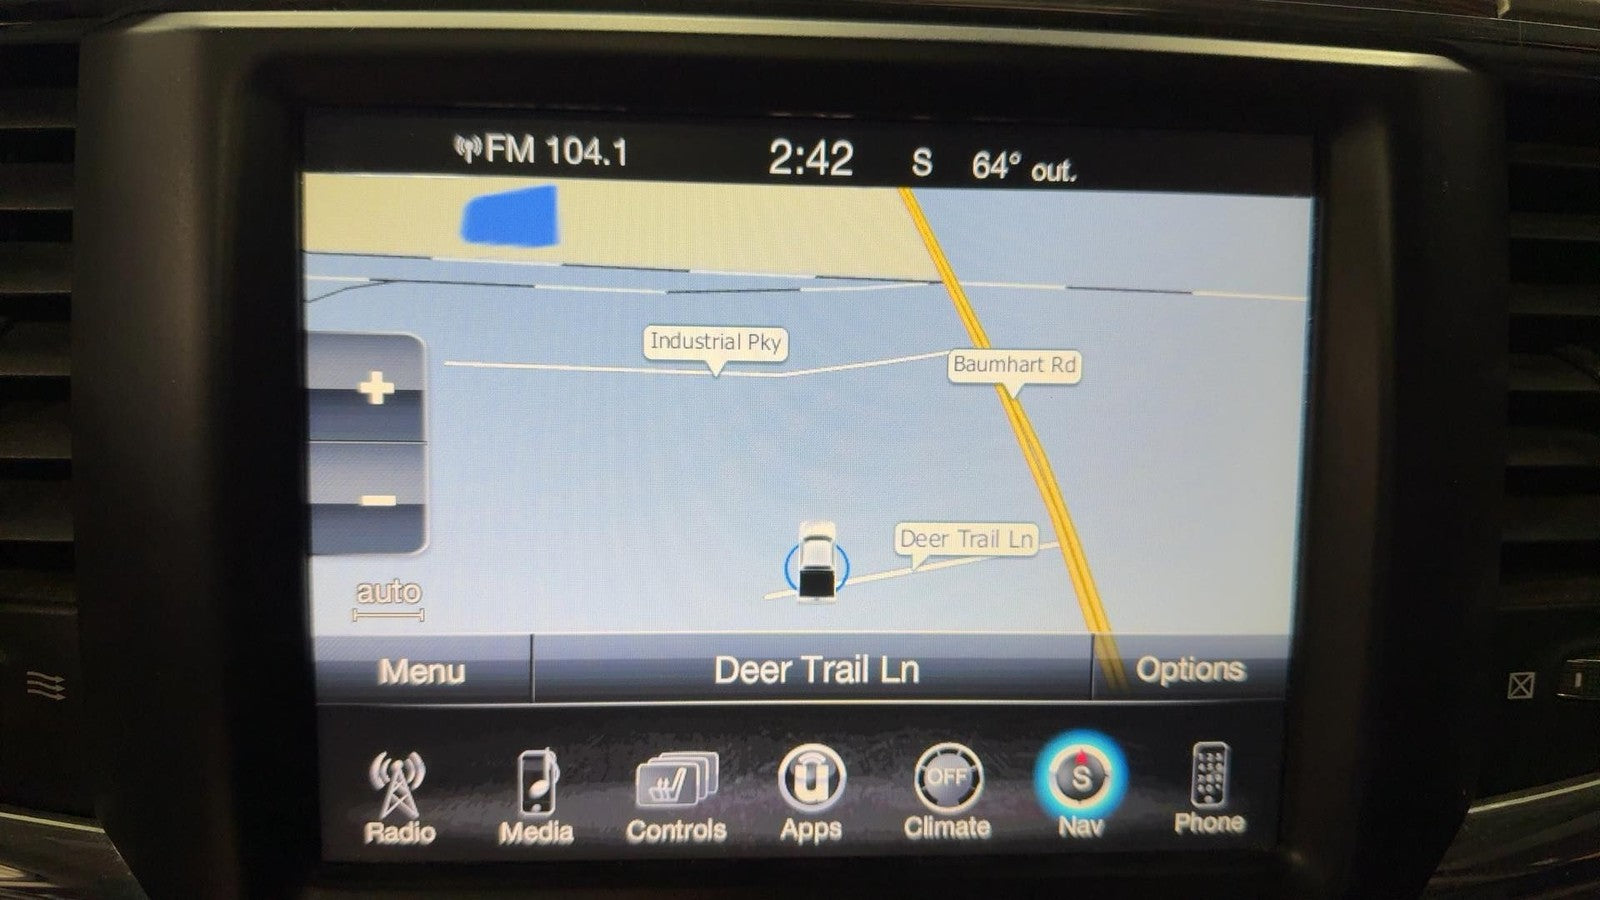 FM 104.1 2:42 S 64° out.
Industrial Pky
Baumhart Rd
Deer Trail Ln
auto
Menu Deer Trail Ln Options
OFF S
Radio Media Controls Apps Climate Nav Phone